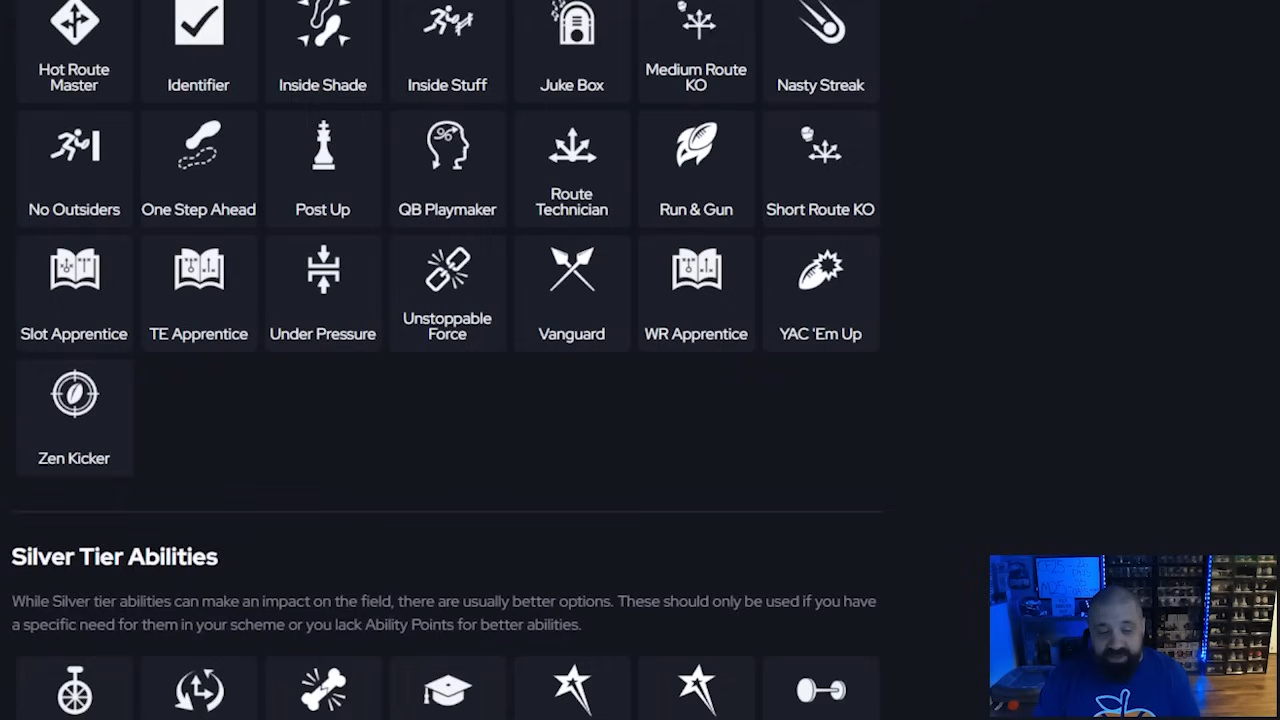 Hot Route
Master
Identifier
Inside Shade
Inside Stuff
Juke Box
Medium Route
KO
Nasty Streak
No Outsiders
One Step Ahead
Post Up
QB Playmaker
Route
Technician
Run & Gun
Short Route KO
Slot Apprentice
TE Apprentice
Under Pressure
Unstoppable
Force
Vanguard
WR Apprentice
YAC 'Em Up
Zen Kicker
Silver Tier Abilities
While Silver tier abilities can make an impact on the field, there are usually better options. These should only be used if you have
a specific need for them in your scheme or you lack Ability Points for better abilities.